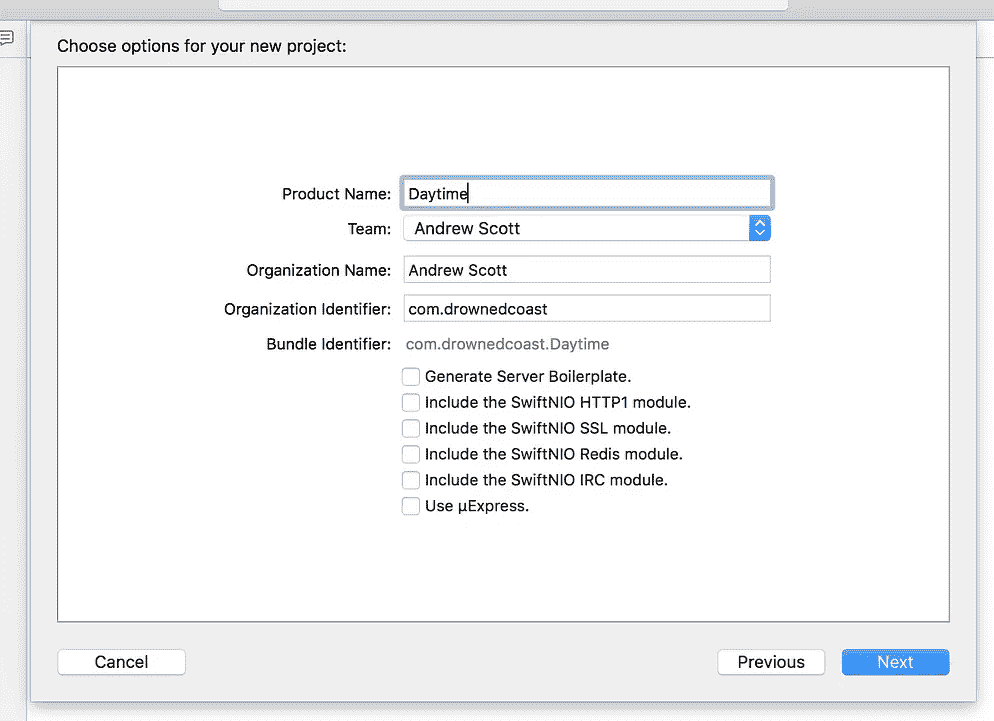 Choose options for your new project:
Product Name: Daytime
Team: Andrew Scott
Organization Name: Andrew Scott
Organization Identifier: com.drownedcoast
Bundle Identifier: com.drownedcoast.Daytime
Generate Server Boilerplate.
Include the SwiftNIO HTTP1 module.
Include the SwiftNIO SSL module.
Include the SwiftNIO Redis module.
Include the SwiftNIO IRC module.
Use μExpress.
Cancel Previous Next